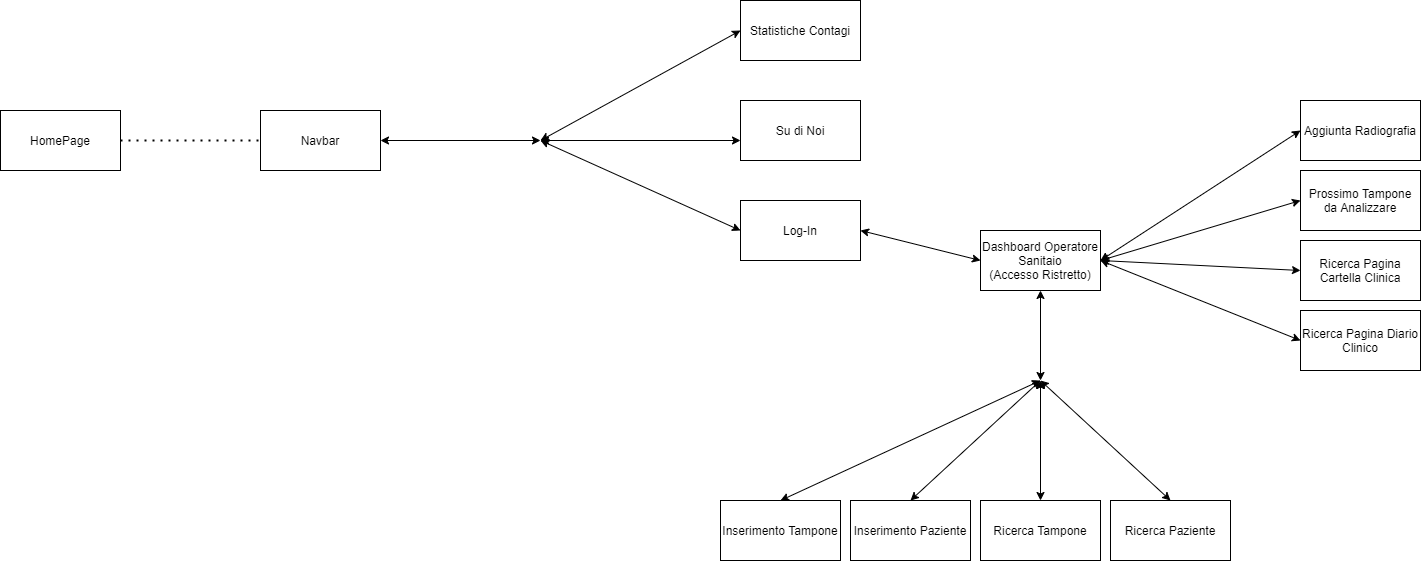 Statistiche Contagi
HomePage
Navbar
Su di Noi
Log-In
Dashboard Operatore
Sanitaio
(Accesso Ristretto)
Aggiunta Radiografia
Prossimo Tampone
da Analizzare
Ricerca Pagina
Cartella Clinica
Ricerca Pagina Diario
Clinico
Inserimento Tampone
Inserimento Paziente
Ricerca Tampone
Ricerca Paziente